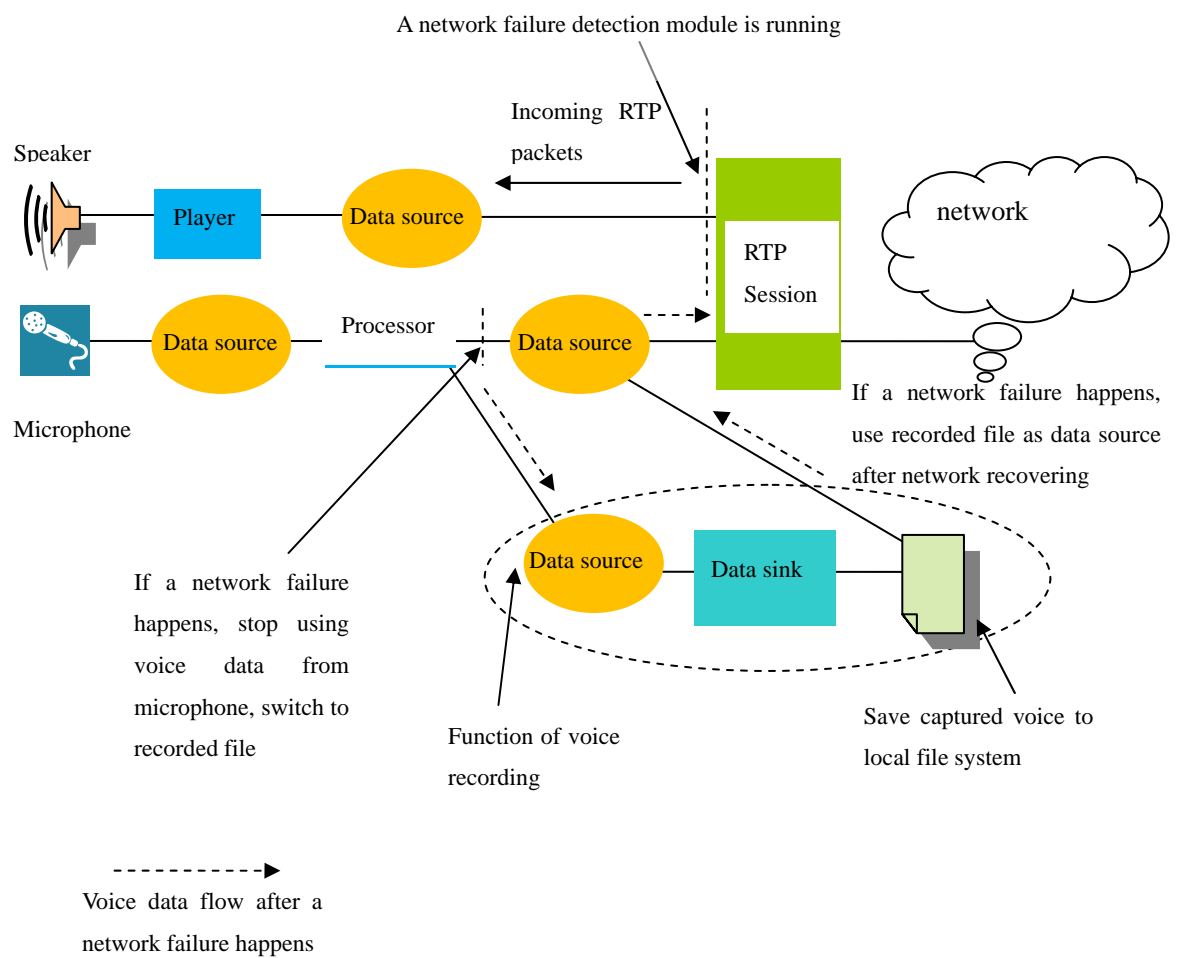 A network failure detection module is running
Incoming RTP
packets
Speaker
Player
Data source
RTP
Session
network
Data source
Processor
Data source
Microphone
If a network failure happens,
use recorded file as data source
after network recovering
Data source
Data sink
If a network failure
happens, stop using
voice data from
microphone, switch to
recorded file
Function of voice
recording
Save captured voice to
local file system
Voice data flow after a
network failure happens